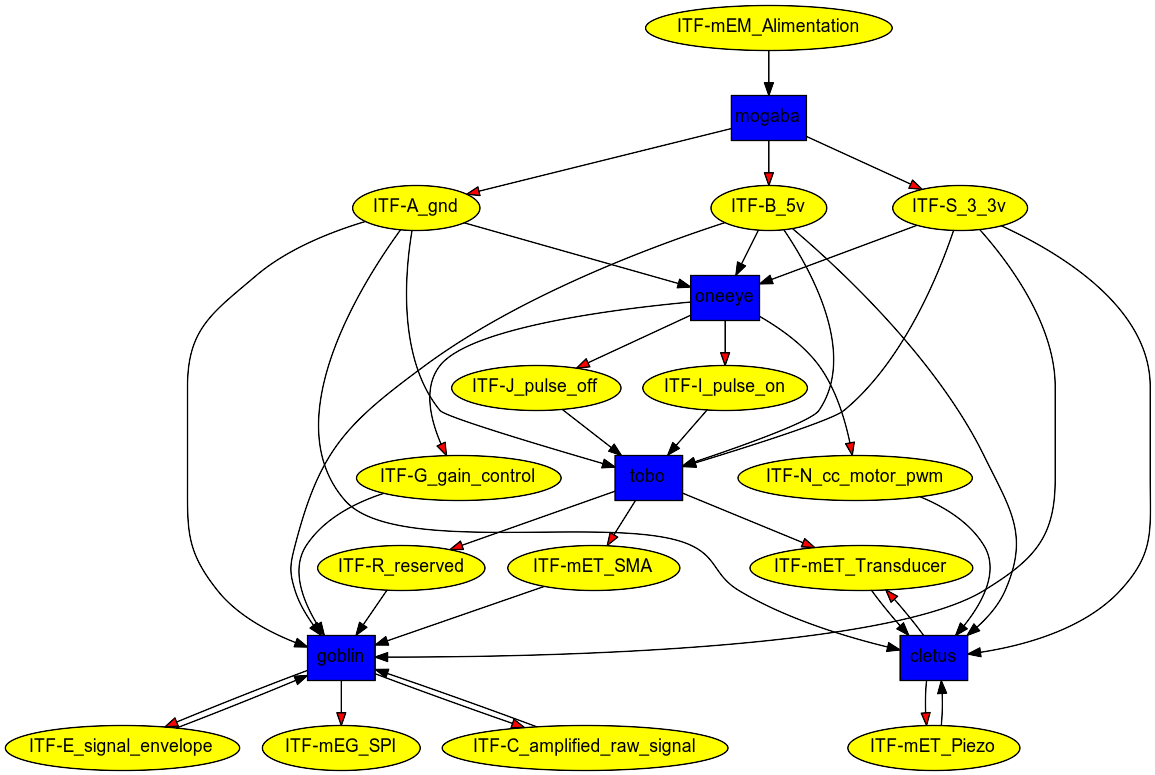 ITF-mEM_Alimentation
mogaba
ITF-A_gnd
ITF-B_5v
ITF-S_3_3v
oneeye
ITF-J_pulse_off
ITF-I_pulse_on
ITF-G_gain_control
tobo
ITF-N_cc_motor_pwm
ITF-R_reserved
ITF-mET_SMA
ITF-mET_Transducer
goblin
cletus
ITF-E_signal_envelope
ITF-mEG_SPI
ITF-C_amplified_raw_signal
ITF-mET_Piezo